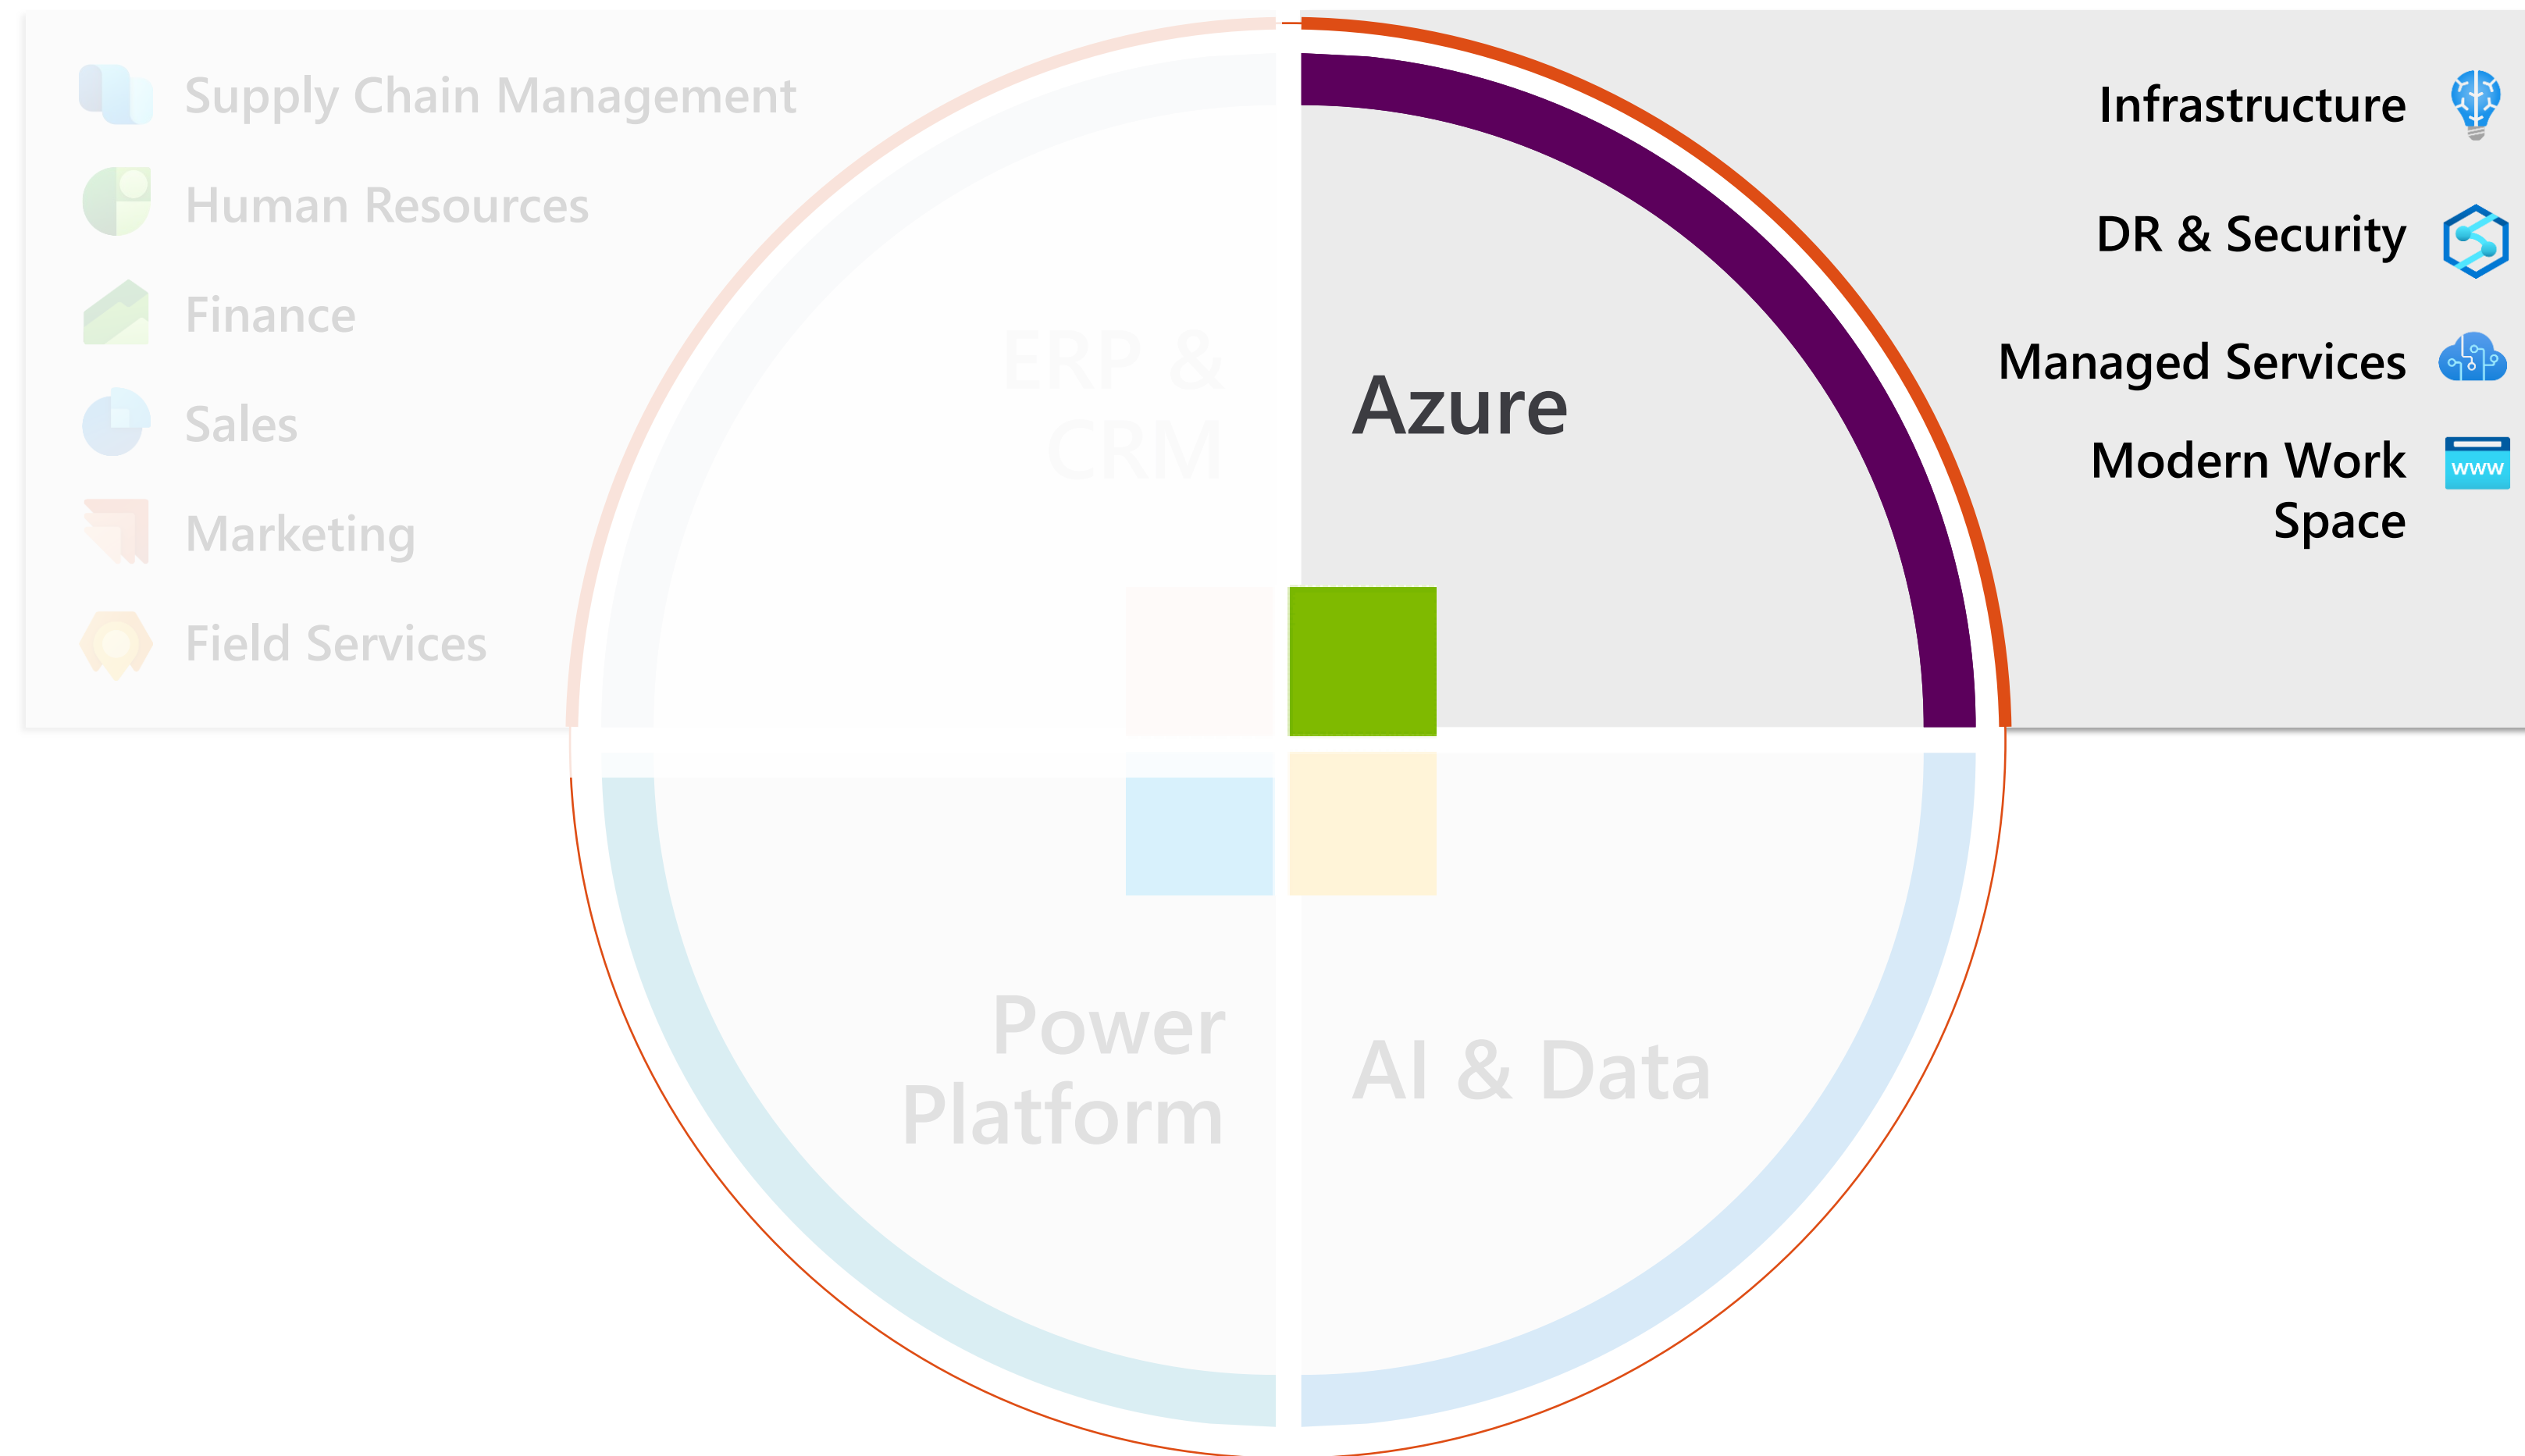 Supply Chain Management
Human Resources
Finance
Sales
Marketing
Field Services
ERP &
CRM
Azure
Infrastructure
DR & Security
Managed Services
Modern Work
Space
www
Power
Platform
AI & Data